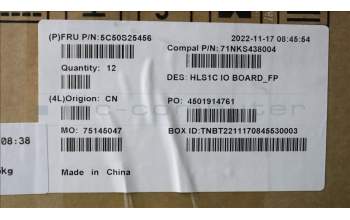 (P)FRU P/N:5C50S25456
2022-11-17 08:45:54
Compal P/N:71NKS438004
Quantity: 12
DES: HLS1C IO BOARD_FP
(4L)Origion: CN
PO: 4501914761
MO: 75145047
BOX ID:TNBT2211170845530003
08:38
kg
Made in China